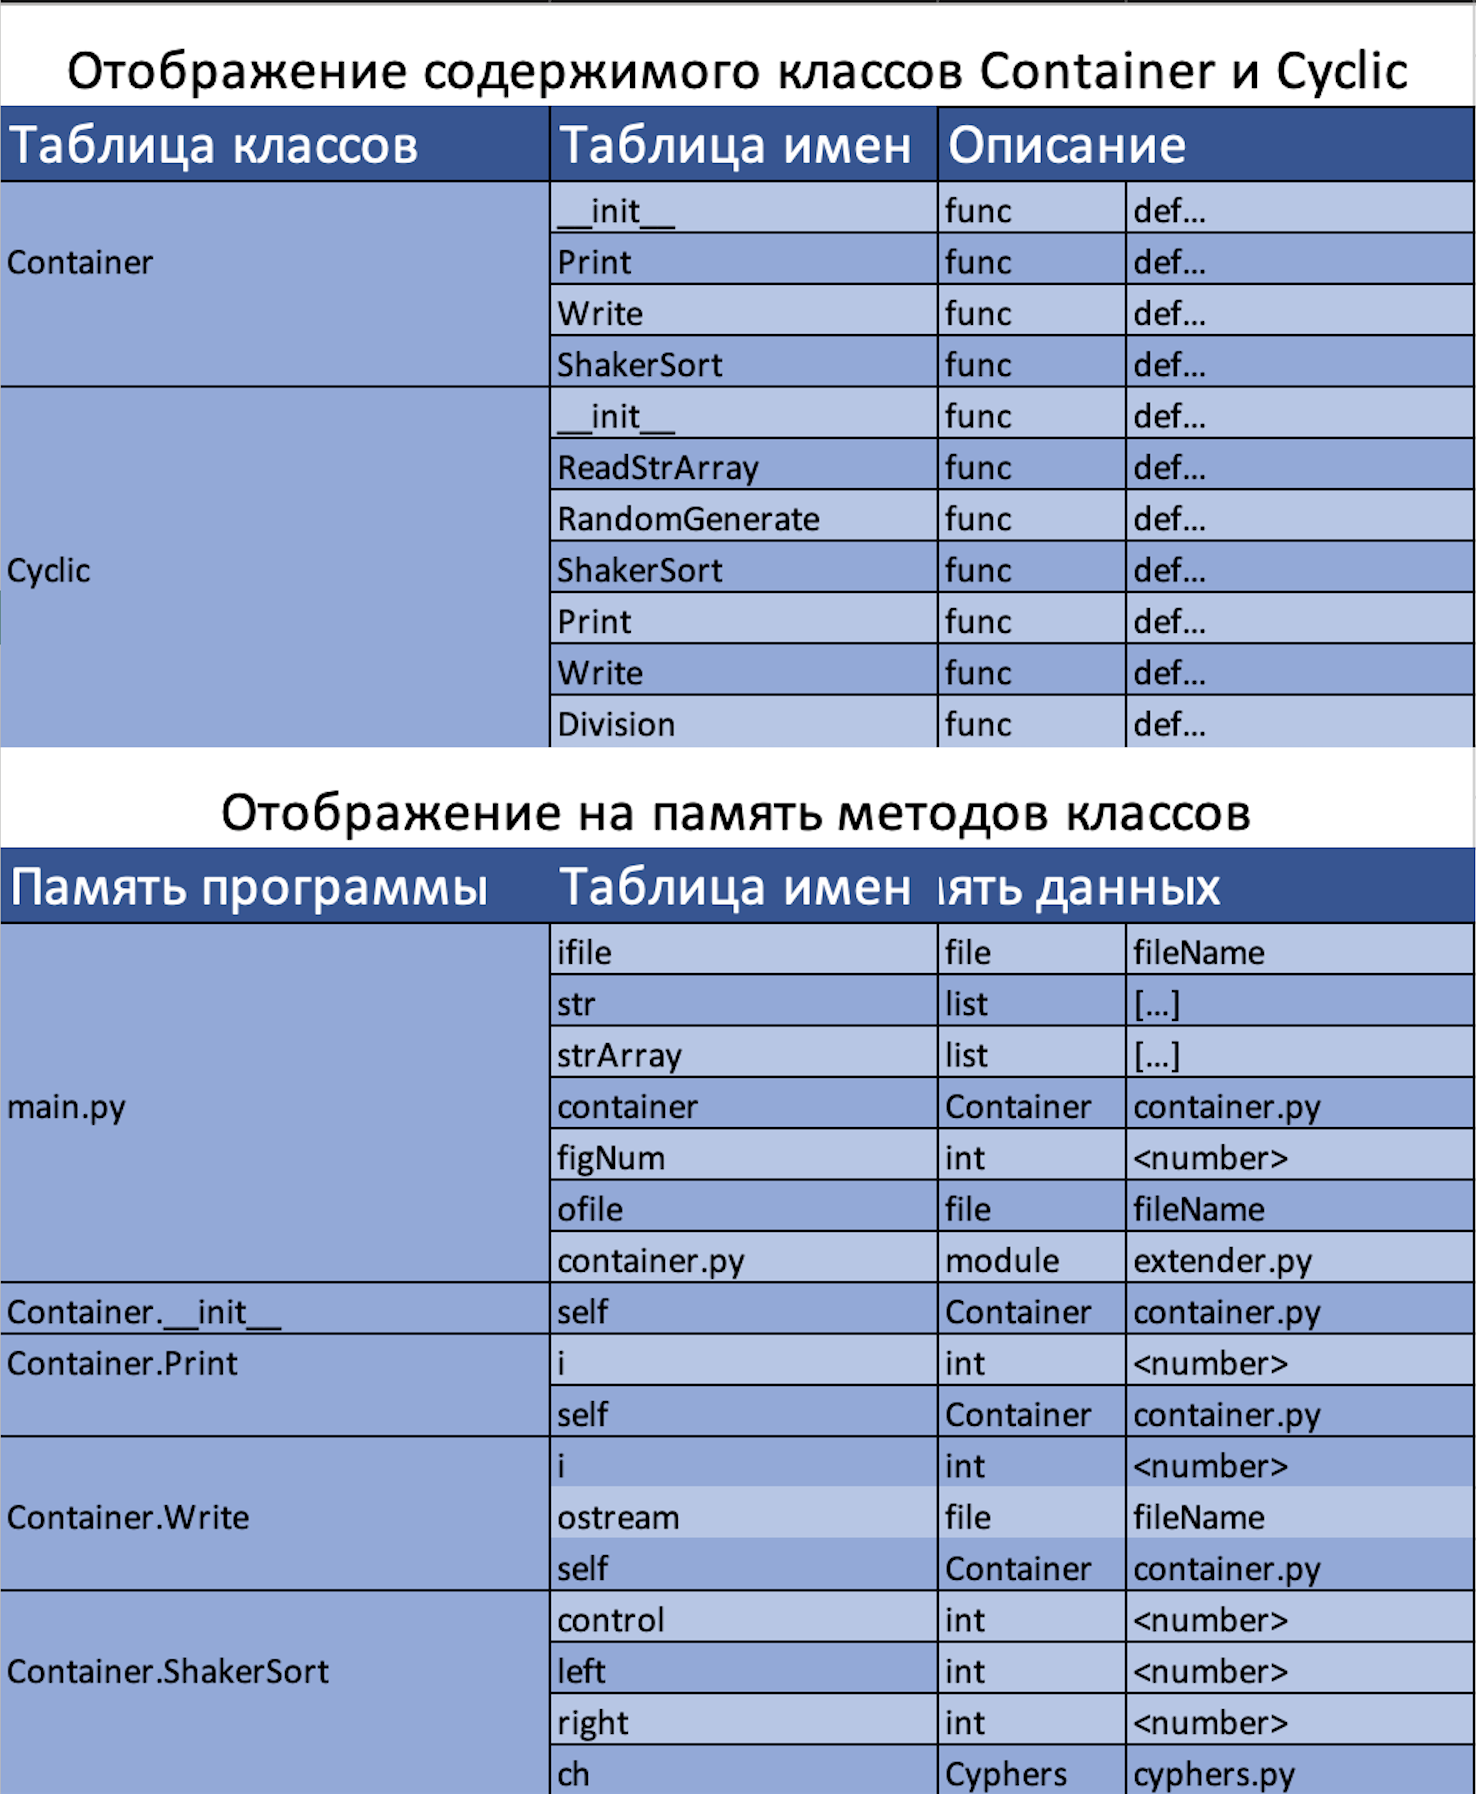 Отображение содержимого классов Container и Cyclic
Таблица классов Таблица имен Описание
__init__ func def...
Container Print func def...
Write func def...
ShakerSort func def...
__init__ func def...
ReadStrArray func def...
RandomGenerate func def...
Cyclic ShakerSort func def...
Print func def...
Write func def...
Division func def...
Отображение на память методов классов
Память программы Таблица имен ять данных
ifile file fileName
str list [...]
strArray list [...]
main.py container Container container.py
figNum int <number>
ofile file fileName
container.py module extender.py
Container.__init__ self Container container.py
Container.Print i int <number>
self Container container.py
i int <number>
Container.Write ostream file fileName
self Container container.py
control int <number>
Container.ShakerSort left int <number>
right int <number>
ch Cyphers cyphers.py